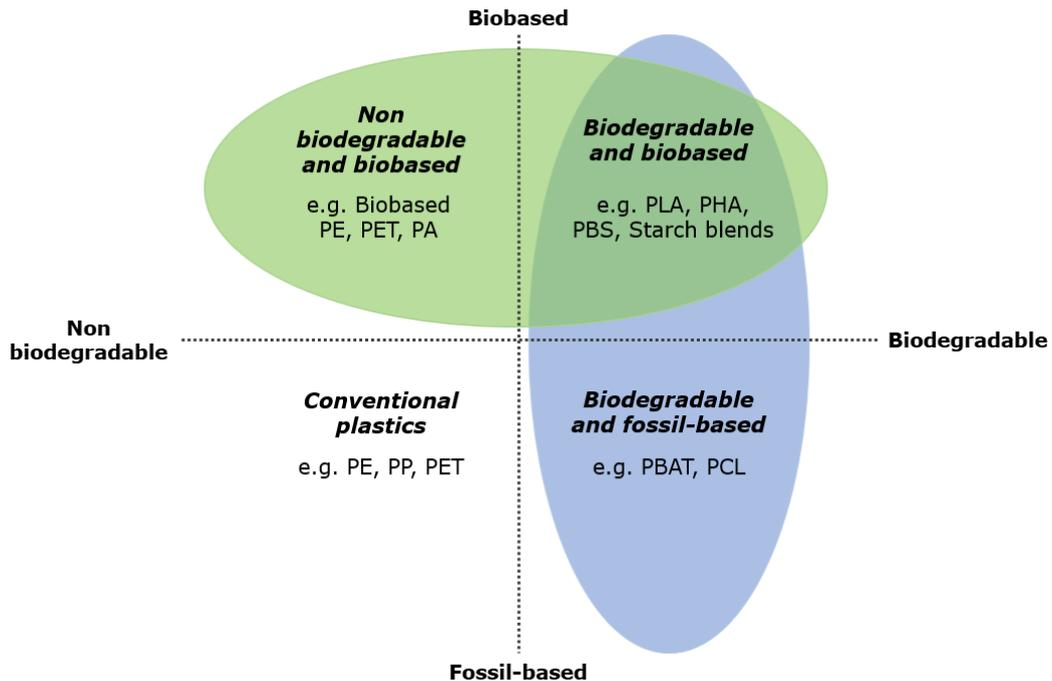 Biobased
Non
biodegradable
and biobased
e.g. Biobased
PE, PET, PA
Biodegradable
and biobased
e.g. PLA, PHA,
PBS, Starch blends
Non
biodegradable
Biodegradable
Conventional
plastics
e.g. PE, PP, PET
Biodegradable
and fossil-based
e.g. PBAT, PCL
Fossil-based